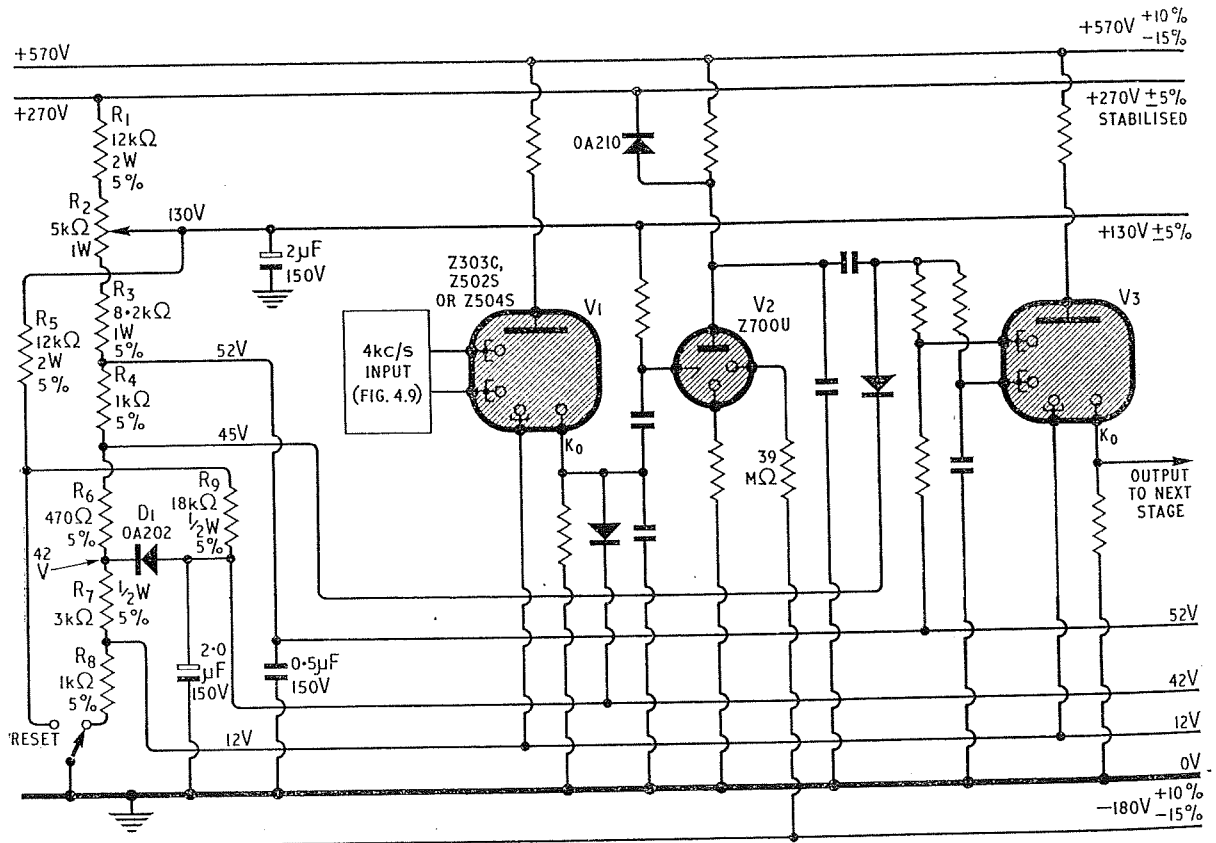 +570V
+570V +10%
-15%
+270V
+270V ±5%
STABILISED
R1
12kΩ
2W
5%
OA210
R2
5kΩ
1W
130V
+130V ±5%
2µF
150V
Z303C,
Z502S
OR Z504S
V1
V2
Z700U
V3
R3
8·2kΩ
1W
5%
R5
12kΩ
2W
5%
4kc/s
INPUT
(FIG. 4.9)
52V
R4
1kΩ
5%
45V
K0
K0
39
MΩ
OUTPUT
TO NEXT
STAGE
R6
470Ω
5%
D1
OA202
R9
18kΩ
1/2W
5%
42
V
R7
3kΩ
1/2W
5%
52V
R8
1kΩ
5%
2·0
µF
150V
0·5µF
150V
42V
RESET
12V
12V
0V
-180V +10%
-15%